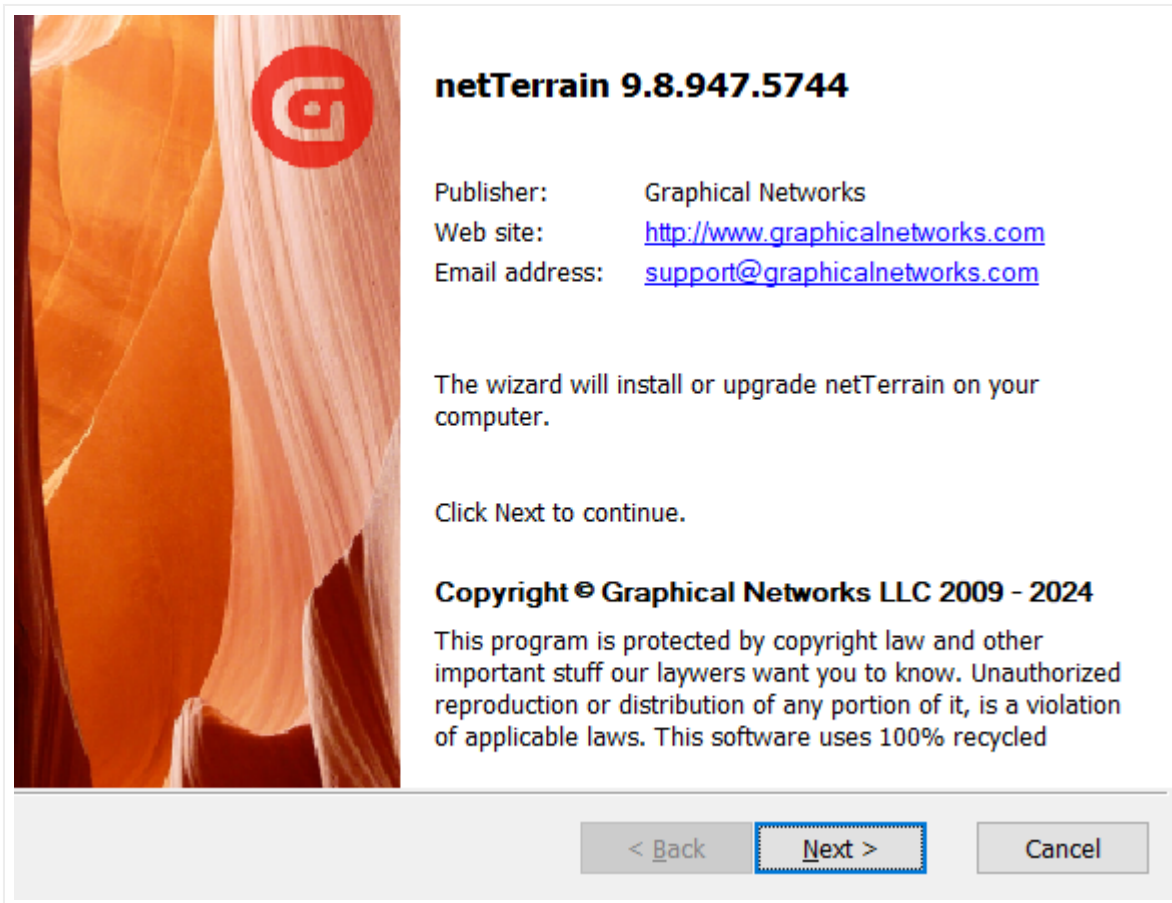 netTerrain 9.8.947.5744
Publisher: Graphical Networks
Web site: http://www.graphicalnetworks.com
Email address: support@graphicalnetworks.com
The wizard will install or upgrade netTerrain on your
computer.
Click Next to continue.
Copyright © Graphical Networks LLC 2009 - 2024
This program is protected by copyright law and other
important stuff our laywers want you to know. Unauthorized
reproduction or distribution of any portion of it, is a violation
of applicable laws. This software uses 100% recycled
< Back Next > Cancel